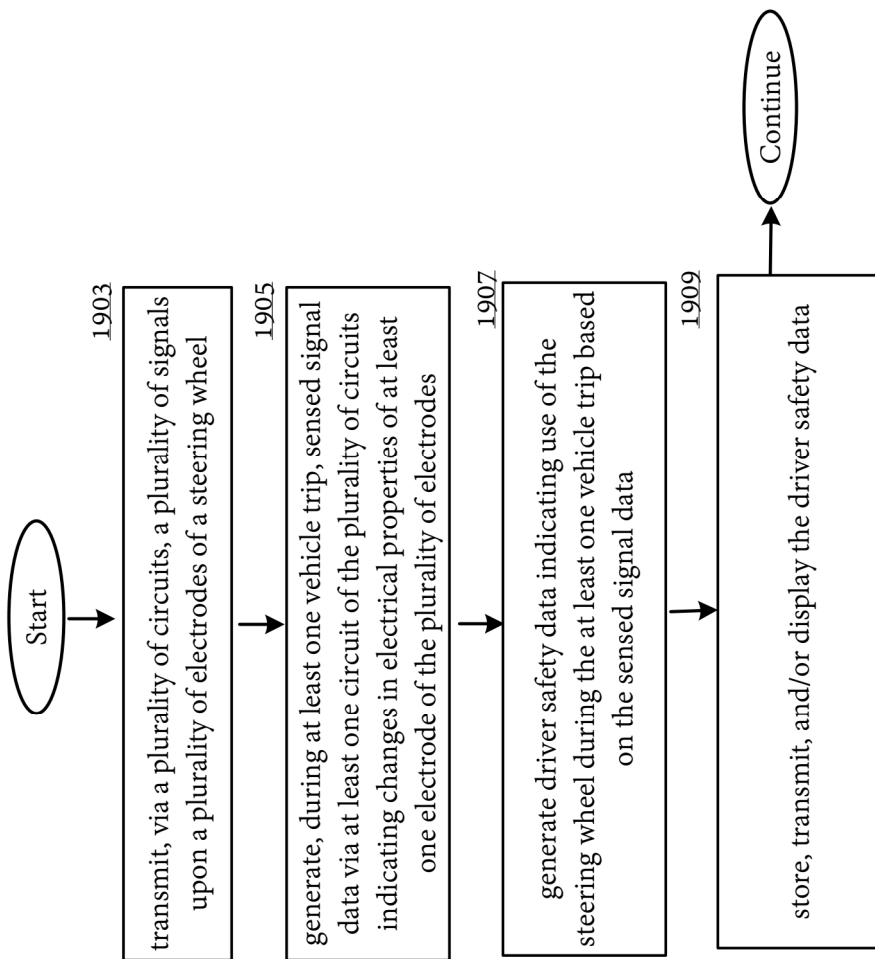 Start
1903
transmit, via a plurality of circuits, a plurality of signals
upon a plurality of electrodes of a steering wheel
1905
generate, during at least one vehicle trip, sensed signal
data via at least one circuit of the plurality of circuits
indicating changes in electrical properties of at least
one electrode of the plurality of electrodes
1907
generate driver safety data indicating use of the
steering wheel during the at least one vehicle trip based
on the sensed signal data
1909
store, transmit, and/or display the driver safety data
Continue